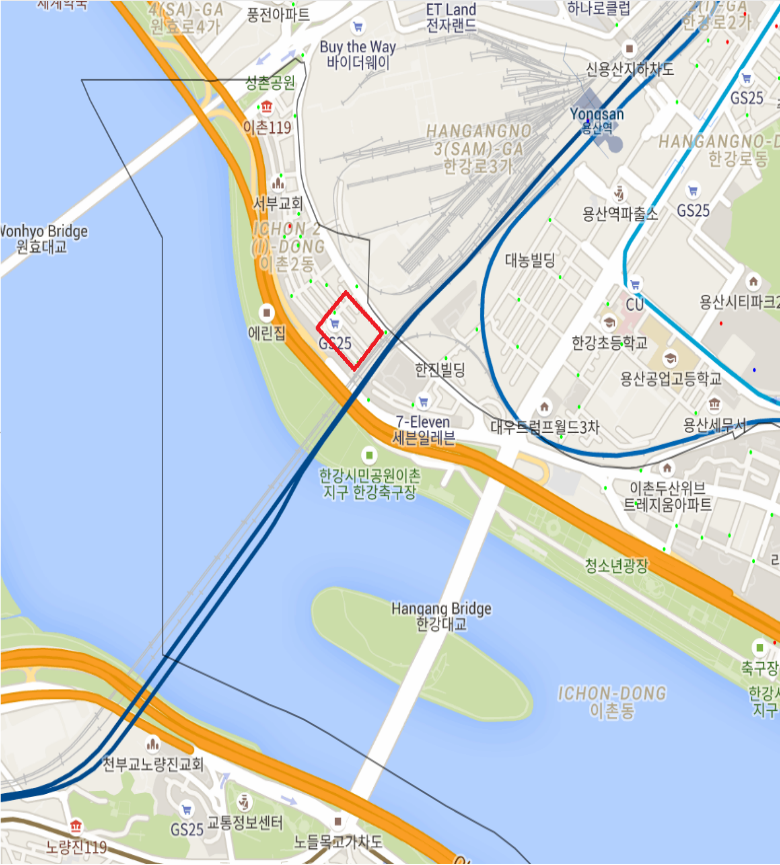 세계약국
4(SA)-GA
원효로4가
풍전아파트
ET Land
전자랜드
하나로클럽
한강로2가
Buy the Way
바이더웨이
신용산지하차도
성촌공원
GS25
이촌119
Yongsan
용산역
HANGANGNO
3(SAM)-GA
한강로3가
HANGANGNO-D
한강로동
서부교회
용산역파출소
GS25
Wonhyo Bridge
원효대교
ICHON 2
(I)-DONG
이촌2동
대농빌딩
CU
용산시티파크2
에린집
GS25
한강초등학교
한진빌딩
용산공업고등학교
7-Eleven
세븐일레븐
대우트럼프월드3차
용산세무서
한강시민공원이촌
지구 한강축구장
이촌두산위브
트레지움아파트
청소년광장
Hangang Bridge
한강대교
축구장
한강시
지구
ICHON-DONG
이촌동
천부교노량진교회
GS25
교통정보센터
노량진119
노들목고가차도